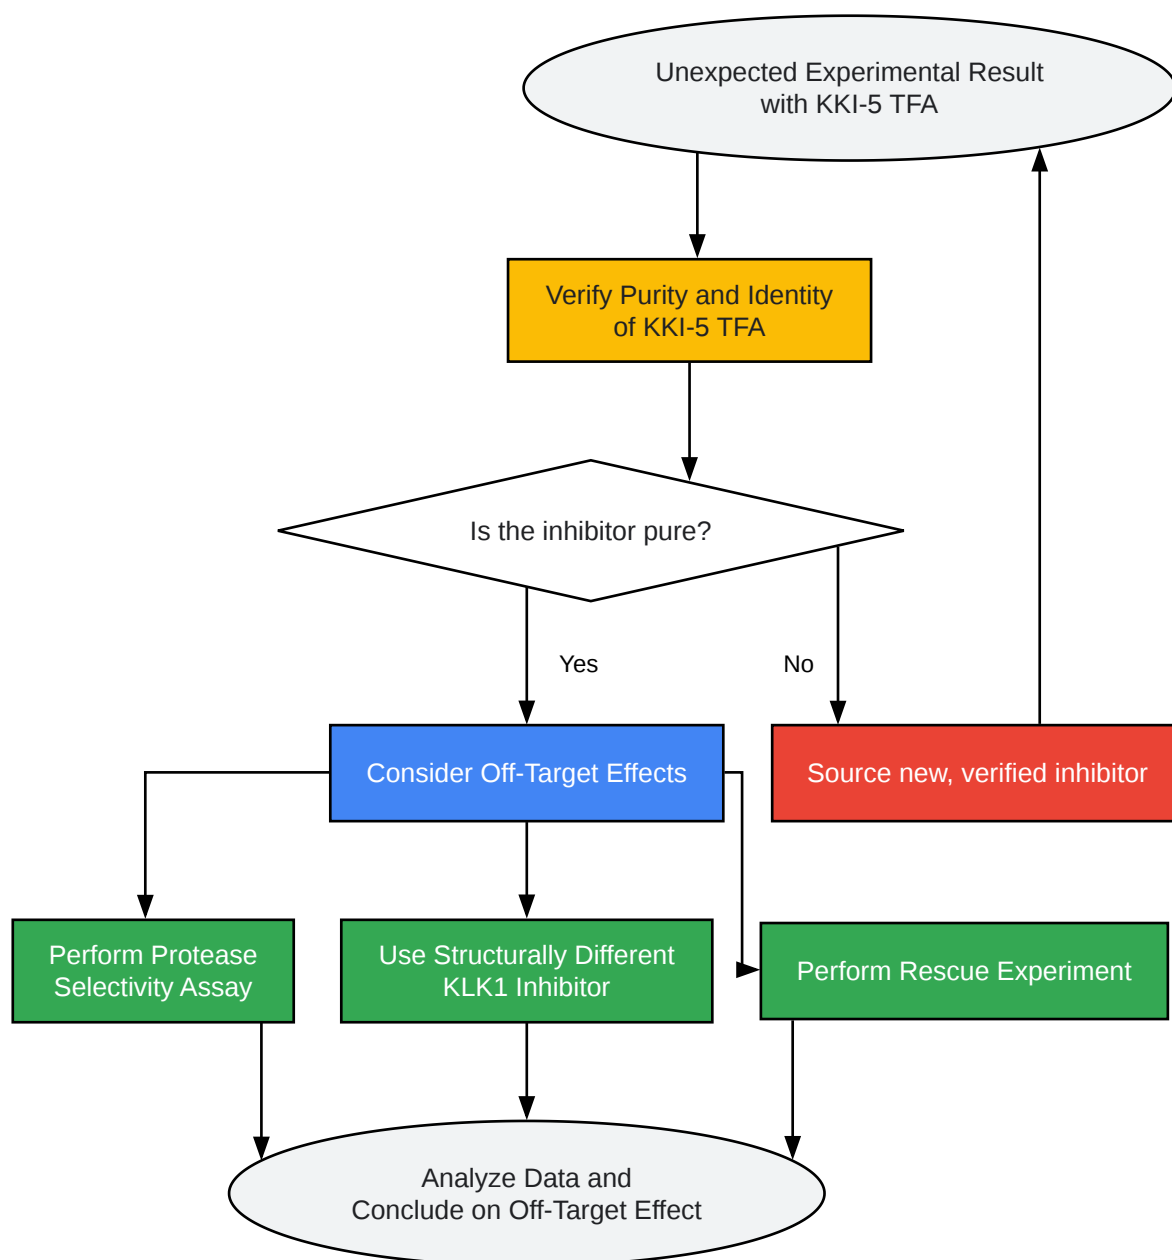 Unexpected Experimental Result
with KKI-5 TFA
Verify Purity and Identity
of KKI-5 TFA
Is the inhibitor pure?
Yes
No
Consider Off-Target Effects
Source new, verified inhibitor
Perform Protease
Selectivity Assay
Use Structurally Different
KLK1 Inhibitor
Perform Rescue Experiment
Analyze Data and
Conclude on Off-Target Effect